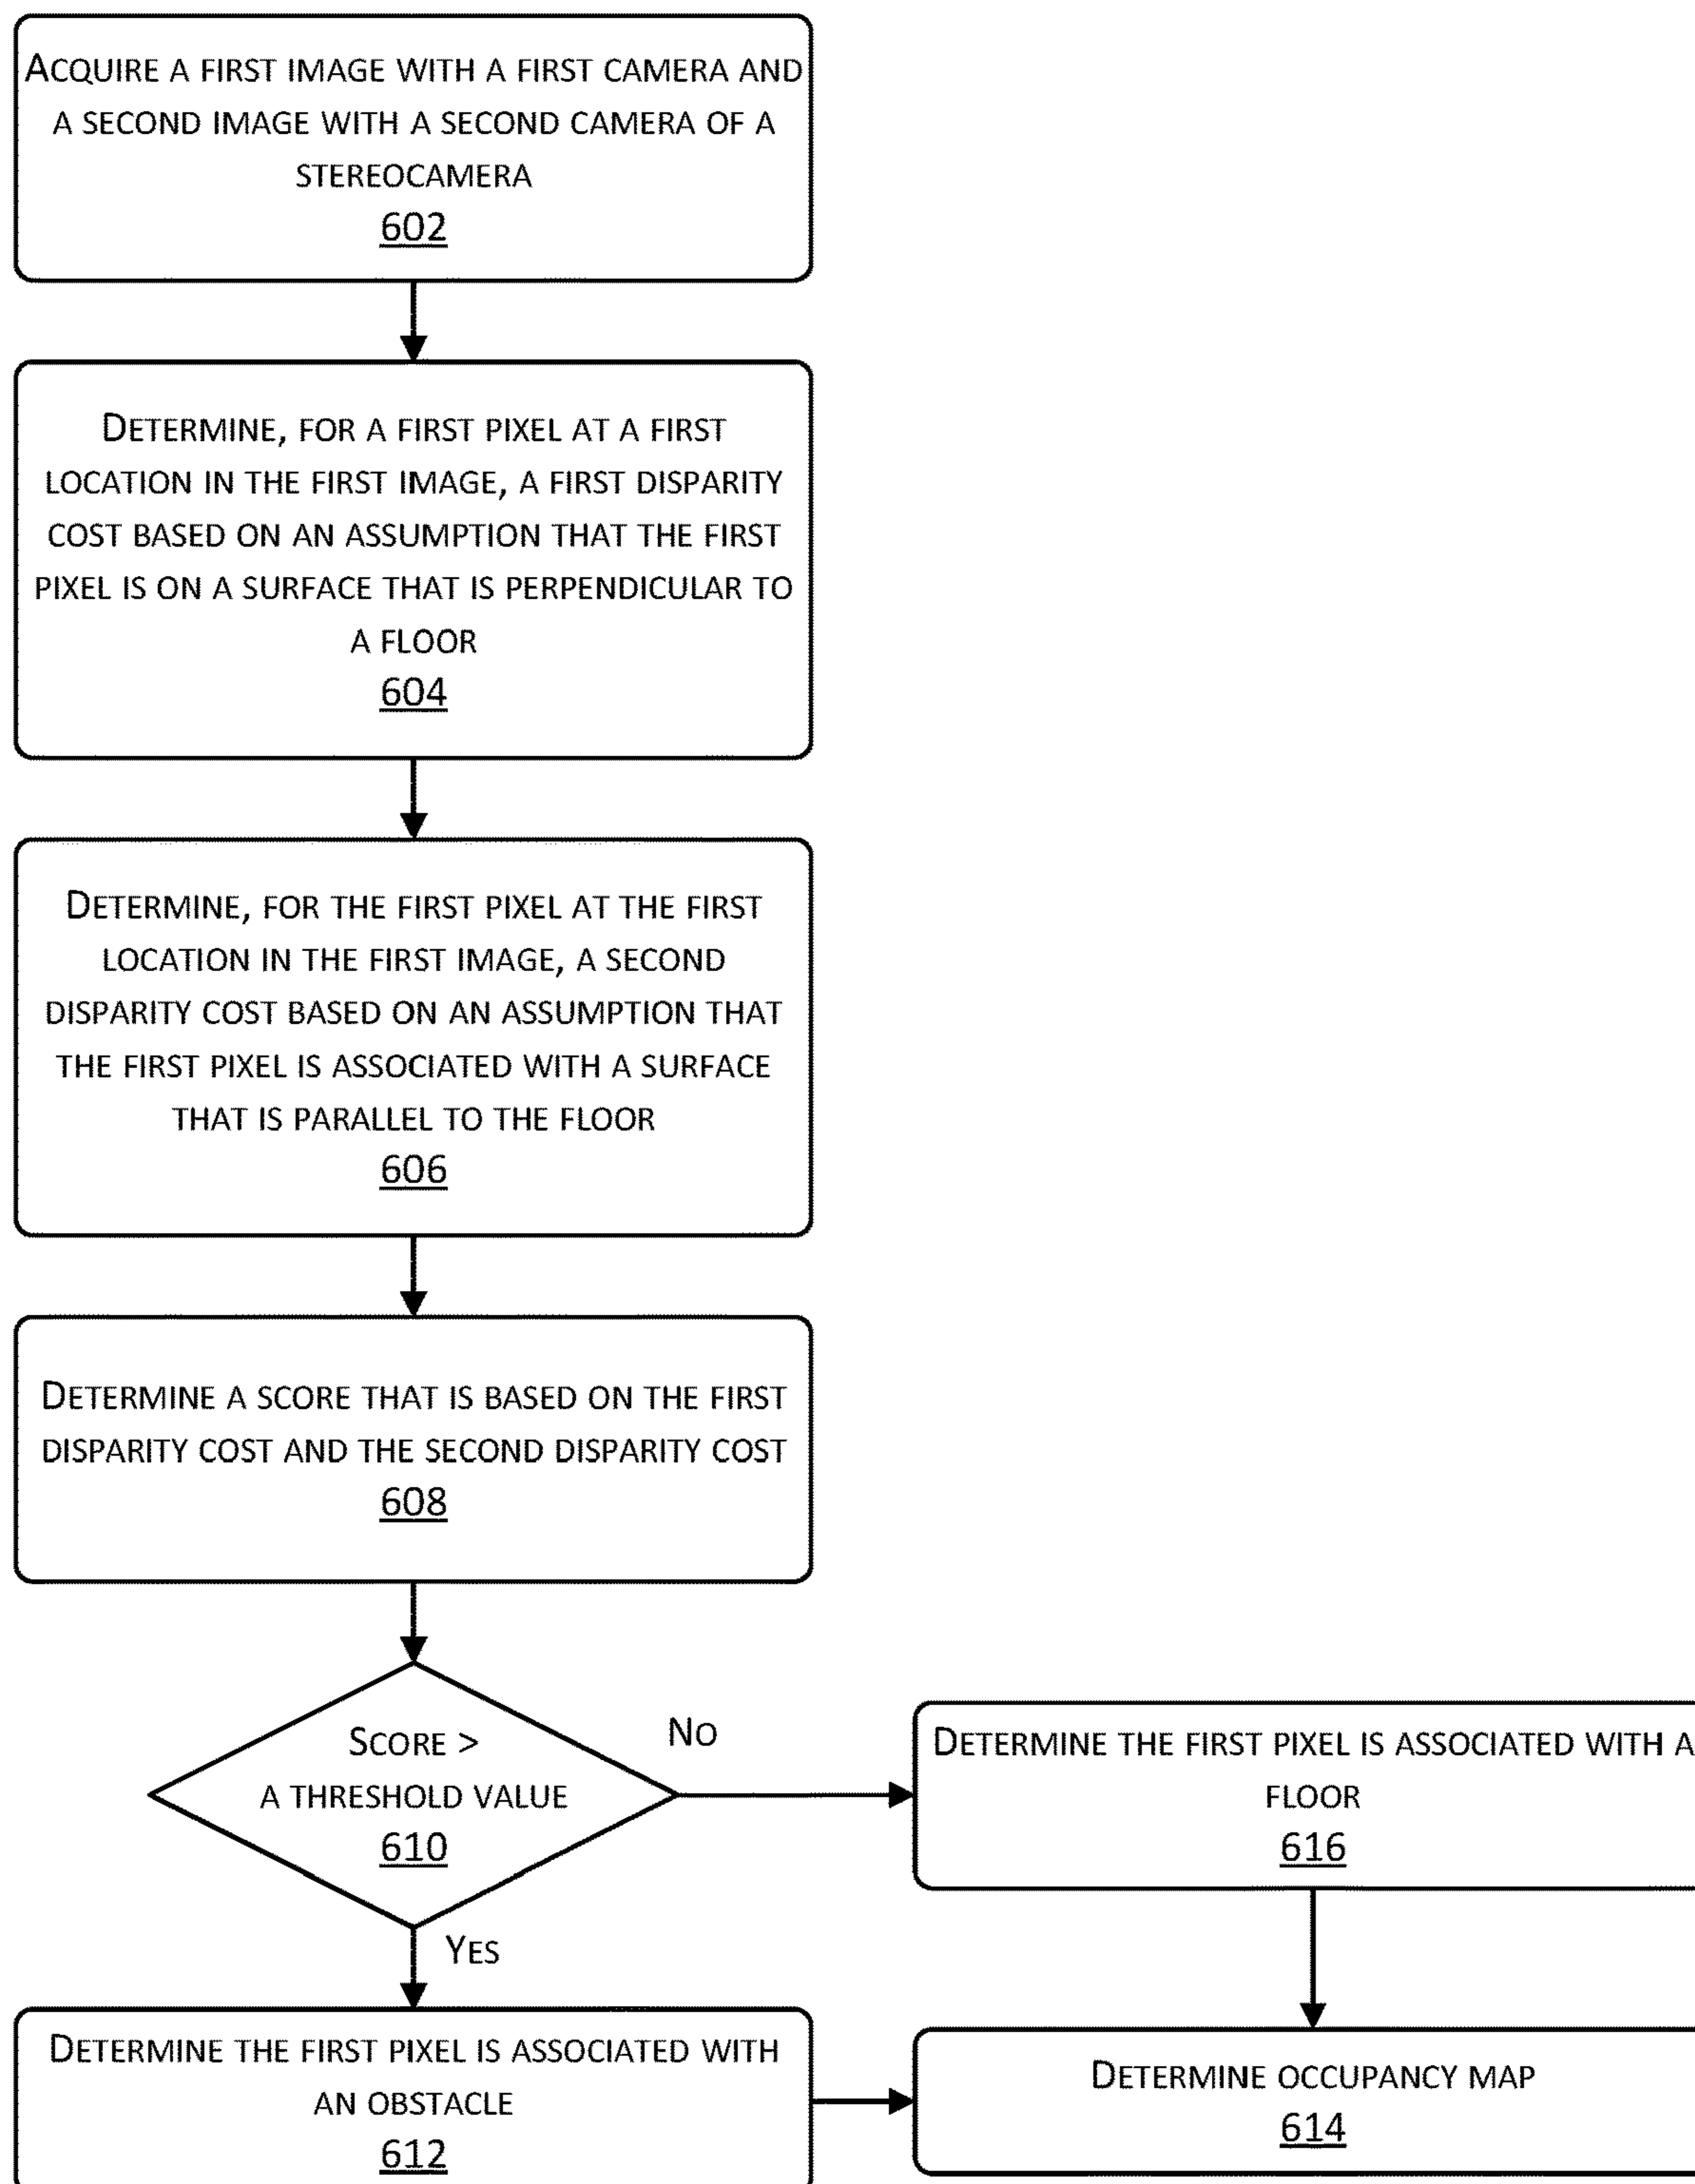 ACQUIRE A FIRST IMAGE WITH A FIRST CAMERA AND
A SECOND IMAGE WITH A SECOND CAMERA OF A
STEREOCAMERA
602
DETERMINE, FOR A FIRST PIXEL AT A FIRST
LOCATION IN THE FIRST IMAGE, A FIRST DISPARITY
COST BASED ON AN ASSUMPTION THAT THE FIRST
PIXEL IS ON A SURFACE THAT IS PERPENDICULAR TO
A FLOOR
604
DETERMINE, FOR THE FIRST PIXEL AT THE FIRST
LOCATION IN THE FIRST IMAGE, A SECOND
DISPARITY COST BASED ON AN ASSUMPTION THAT
THE FIRST PIXEL IS ASSOCIATED WITH A SURFACE
THAT IS PARALLEL TO THE FLOOR
606
DETERMINE A SCORE THAT IS BASED ON THE FIRST
DISPARITY COST AND THE SECOND DISPARITY COST
608
SCORE >
A THRESHOLD VALUE
610
NO
DETERMINE THE FIRST PIXEL IS ASSOCIATED WITH A
FLOOR
616
YES
DETERMINE THE FIRST PIXEL IS ASSOCIATED WITH
AN OBSTACLE
612
DETERMINE OCCUPANCY MAP
614